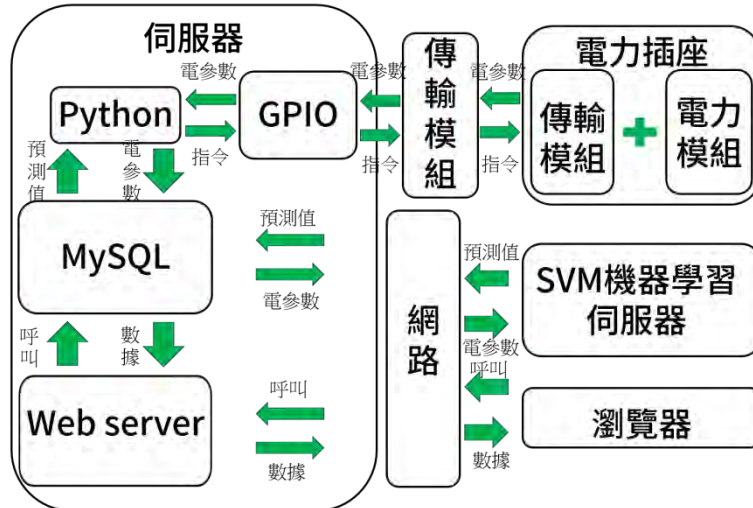 伺服器
電參數
Python
GPIO
指令
預測值
電參數
MySQL
預測值
電參數
呼叫
數據
Web server
呼叫
數據
電參數
傳輸模組
指令
電參數
指令
電力插座
傳輸
模組
電力
模組
網路
預測值
電參數
SVM機器學習
伺服器
呼叫
數據
瀏覽器